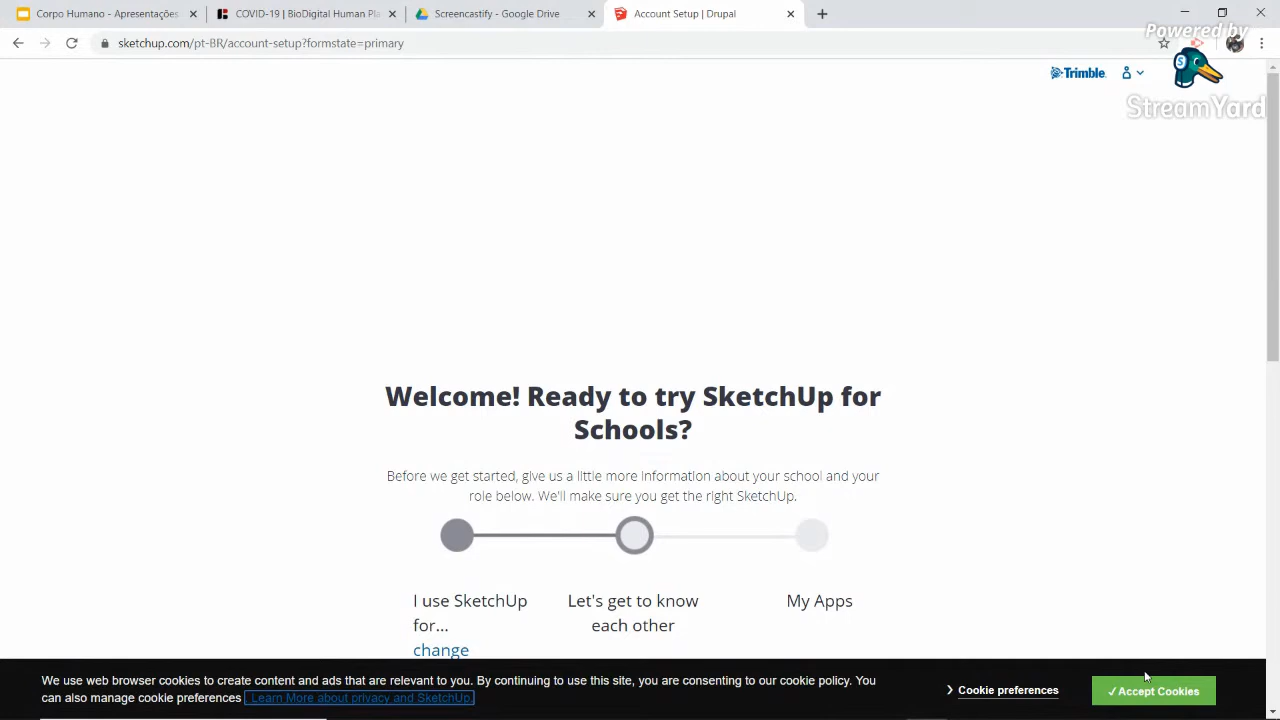 Corpo Humano - Apresentações
COVID-19 | BioDigital Human Pla
Screencastify - Google Drive
Account Setup | Drupal
sketchup.com/pt-BR/account-setup?formstate=primary
Powered by
StreamYard
Trimble
Welcome! Ready to try SketchUp for
Schools?
Before we get started, give us a little more information about your school and your
role below. We'll make sure you get the right SketchUp.
I use SketchUp
for...
change
Let's get to know
each other
My Apps
We use web browser cookies to create content and ads that are relevant to you. By continuing to use this site, you are consenting to our cookie policy. You
can also manage cookie preferences Learn More about privacy and SketchUp.
Cookie preferences
✓Accept Cookies